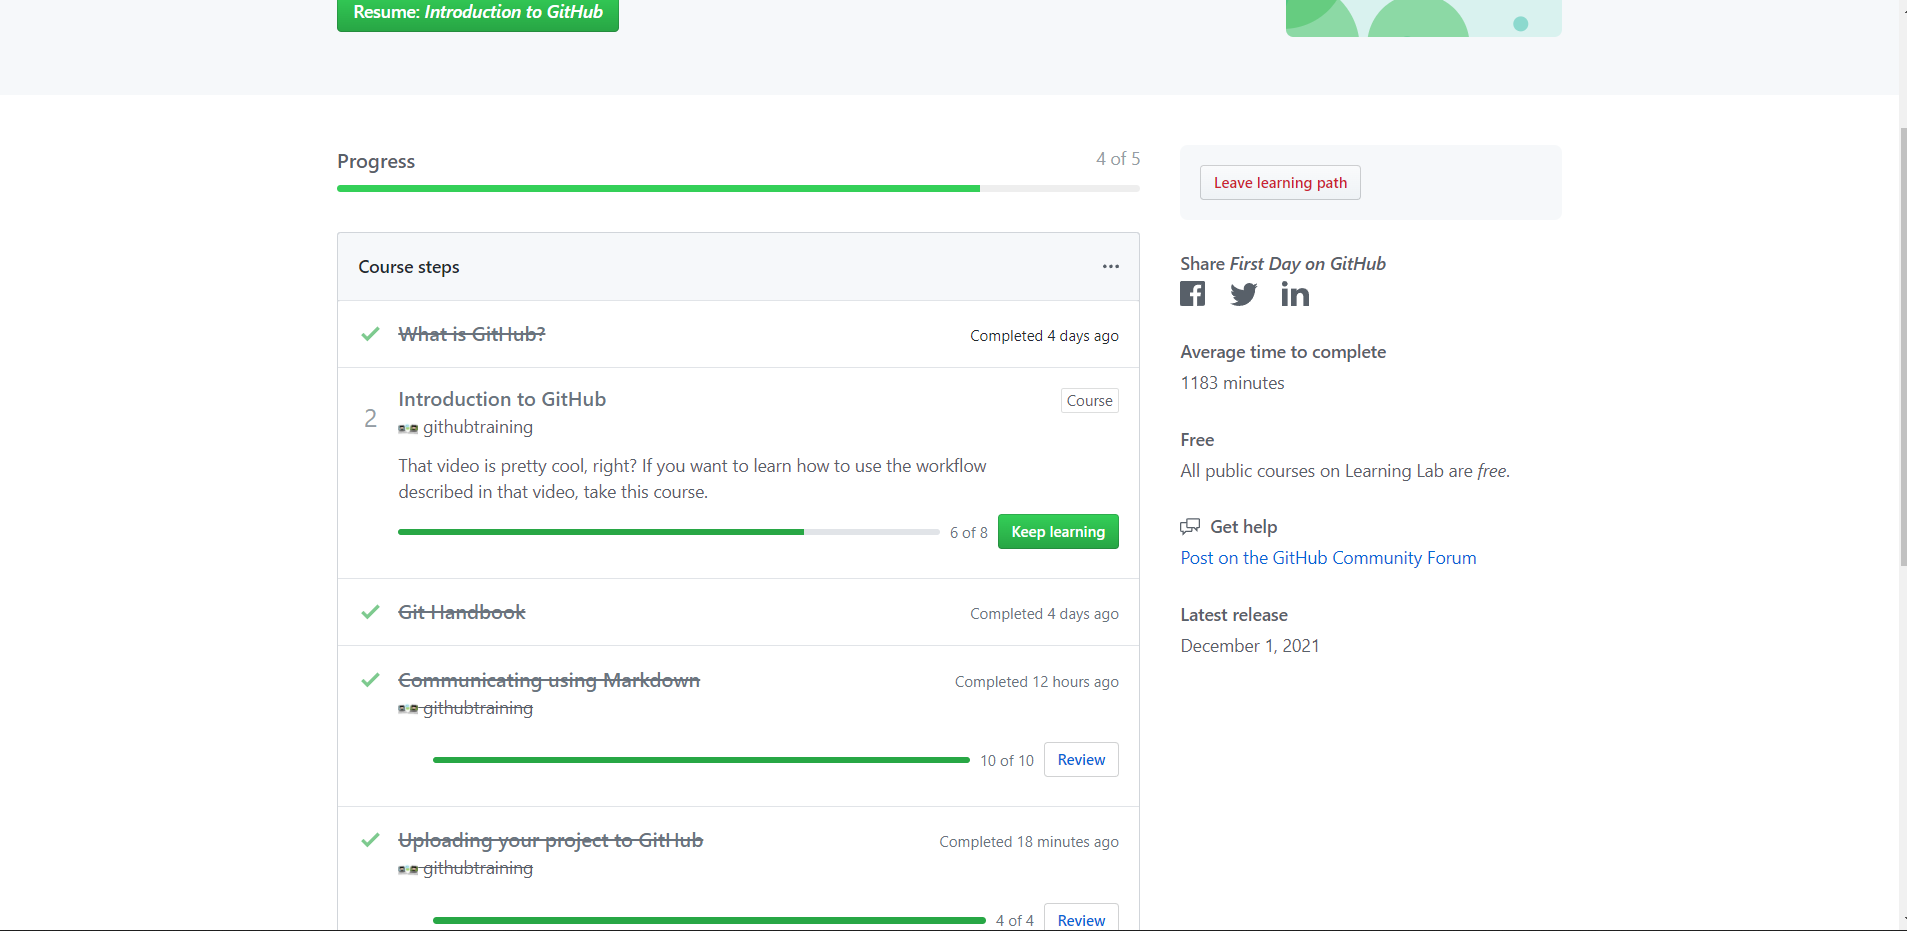 Resume: Introduction to GitHub
Progress
4 of 5
Course steps
What is GitHub?
Completed 4 days ago
2
Introduction to GitHub
Course
githubtraining
That video is pretty cool, right? If you want to learn how to use the workflow
described in that video, take this course.
6 of 8
Keep learning
Git Handbook
Completed 4 days ago
Communicating using Markdown
Completed 12 hours ago
githubtraining
10 of 10
Review
Uploading your project to GitHub
Completed 18 minutes ago
githubtraining
4 of 4
Review
Leave learning path
Share First Day on GitHub
Average time to complete
1183 minutes
Free
All public courses on Learning Lab are free.
Get help
Post on the GitHub Community Forum
Latest release
December 1, 2021